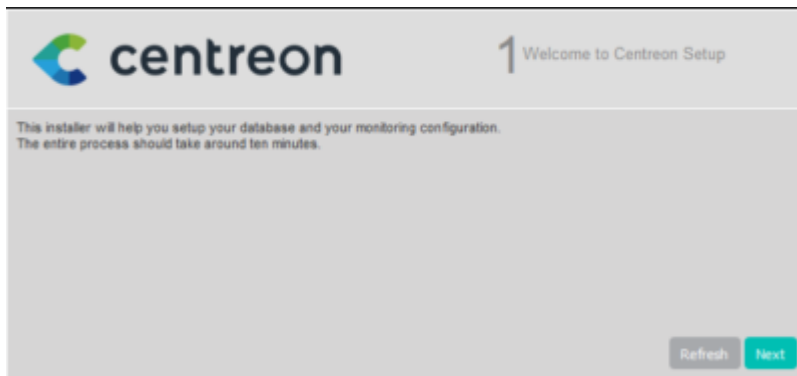 centreon
1 Welcome to Centreon Setup
This installer will help you setup your database and your monitoring configuration.
The entire process should take around ten minutes.
Refresh Next